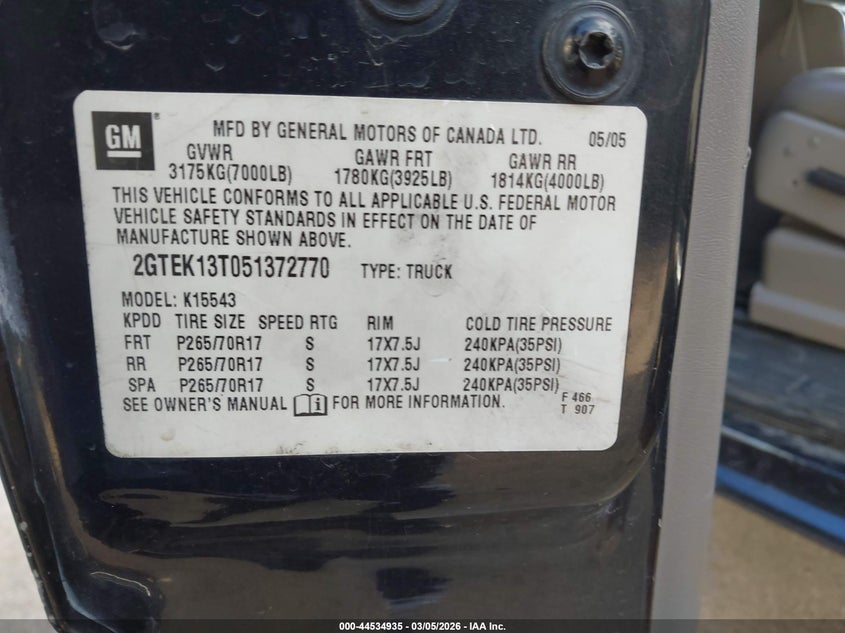 GM ®
MFD BY GENERAL MOTORS OF CANADA LTD. 05/05
GVWR GAWR FRT GAWR RR
3175KG(7000LB) 1780KG(3925LB) 1814KG(4000LB)
THIS VEHICLE CONFORMS TO ALL APPLICABLE U.S. FEDERAL MOTOR
VEHICLE SAFETY STANDARDS IN EFFECT ON THE DATE OF
MANUFACTURE SHOWN ABOVE.
2GTEK13T051372770 TYPE: TRUCK
MODEL: K15543
KPDD TIRE SIZE SPEED RTG RIM COLD TIRE PRESSURE
FRT P265/70R17 S 17X7.5J 240KPA(35PSI)
RR P265/70R17 S 17X7.5J 240KPA(35PSI)
SPA P265/70R17 S 17X7.5J 240KPA(35PSI)
SEE OWNER'S MANUAL i FOR MORE INFORMATION.
F 466
T 907
000-44534935 - 03/05/2026 - IAA Inc.